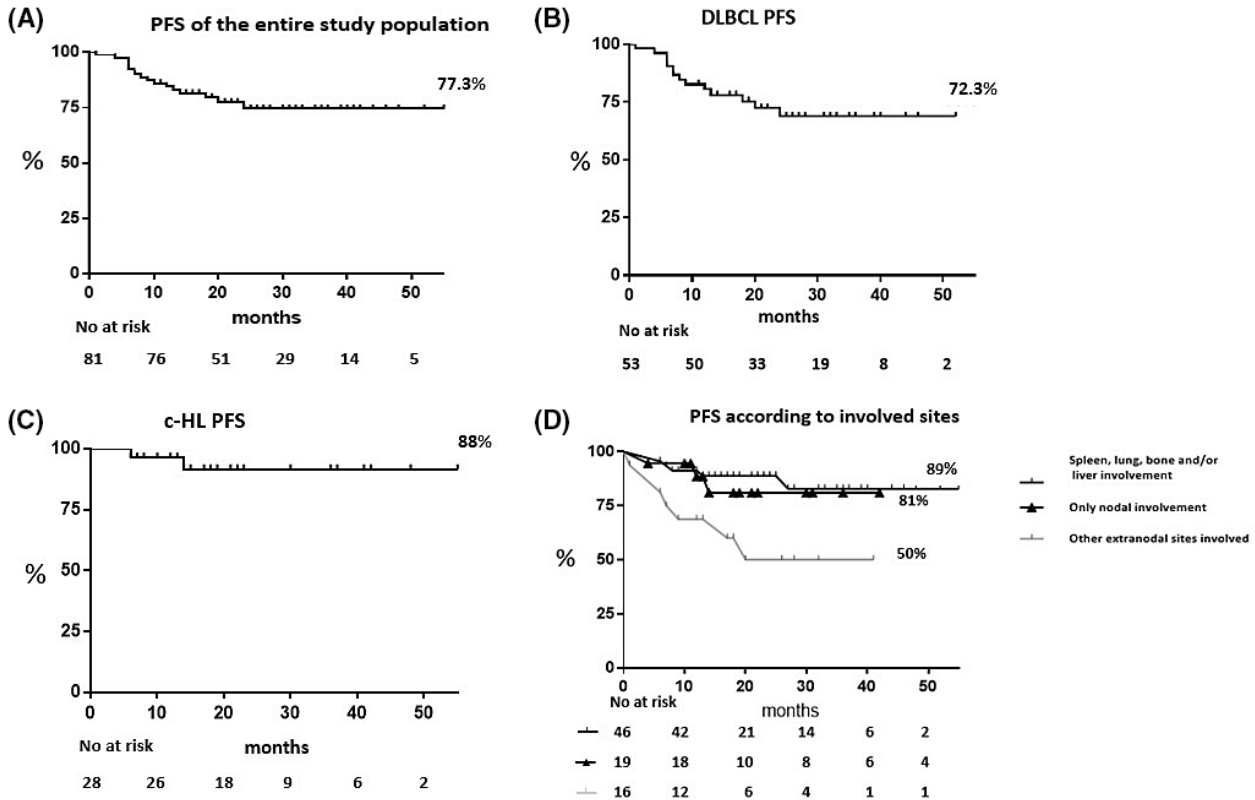 (A)
PFS of the entire study population
100
75
50
25
0
%
77.3%
0 10 20 30 40 50
months
No at risk
81 76 51 29 14 5
(B)
DLBCL PFS
100
75
50
25
0
%
72.3%
0 10 20 30 40 50
months
No at risk
53 50 33 19 8 2
(C)
c-HL PFS
100
75
50
25
0
%
88%
0 10 20 30 40 50
No at risk months
28 26 18 9 6 2
(D)
PFS according to involved sites
100
75
50
25
0
%
89%
81%
50%
0 10 20 30 40 50
No at risk
months
46 42 21 14 6 2
19 18 10 8 6 4
16 12 6 4 1 1
Spleen, lung, bone and/or
liver involvement
Only nodal involvement
Other extranodal sites involved